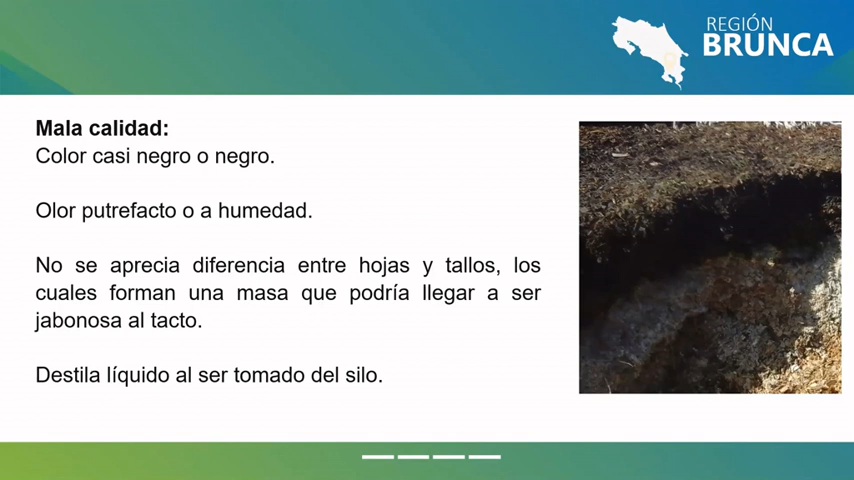 REGIÓN
BRUNCA
Mala calidad:
Color casi negro o negro.
Olor putrefacto o a humedad.
No se aprecia diferencia entre hojas y tallos, los
cuales forman una masa que podría llegar a ser
jabonosa al tacto.
Destila líquido al ser tomado del silo.